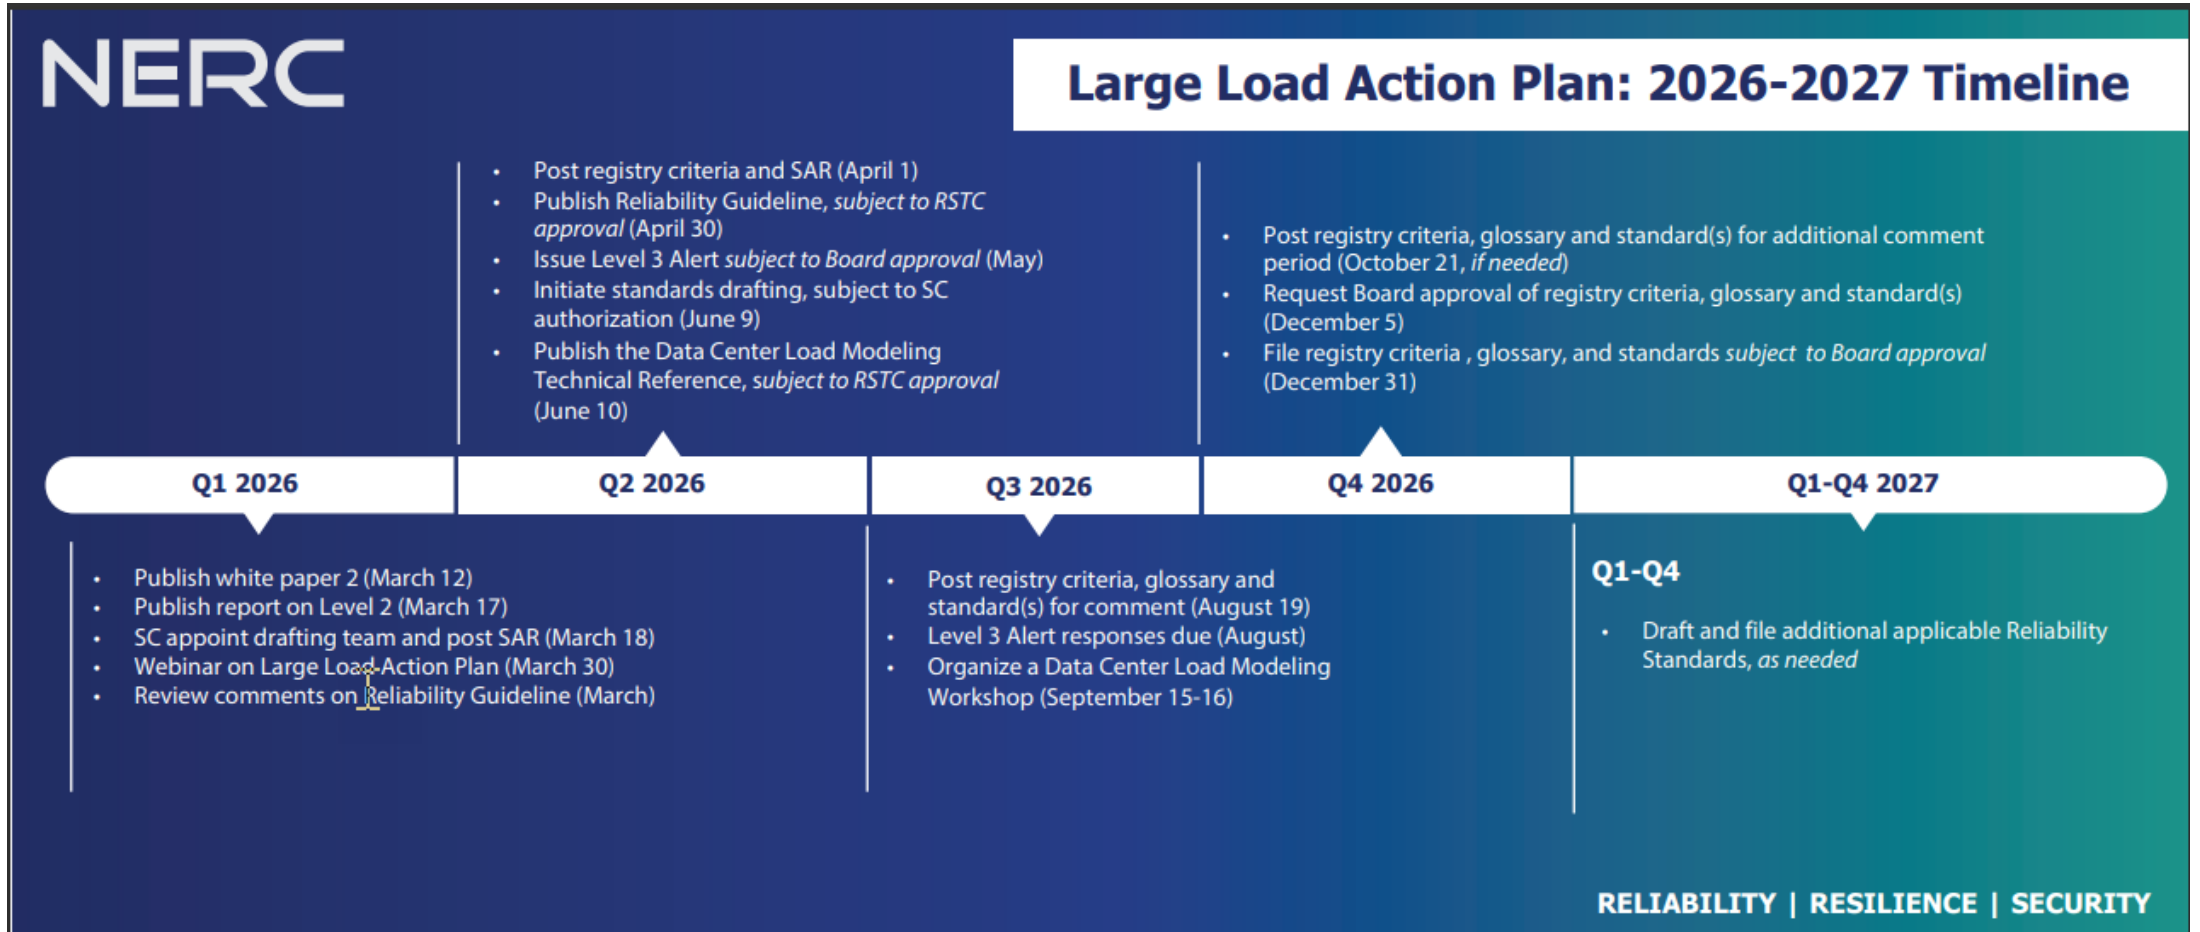 NERC
Large Load Action Plan: 2026-2027 Timeline
• Post registry criteria and SAR (April 1)
• Publish Reliability Guideline, subject to RSTC
approval (April 30)
• Issue Level 3 Alert subject to Board approval (May)
• Initiate standards drafting, subject to SC
authorization (June 9)
• Publish the Data Center Load Modeling
Technical Reference, subject to RSTC approval
(June 10)
• Post registry criteria, glossary and standard(s) for additional comment
period (October 21, if needed)
• Request Board approval of registry criteria, glossary and standard(s)
(December 5)
• File registry criteria , glossary, and standards subject to Board approval
(December 31)
Q1 2026
Q2 2026
Q3 2026
Q4 2026
Q1-Q4 2027
• Publish white paper 2 (March 12)
• Publish report on Level 2 (March 17)
• SC appoint drafting team and post SAR (March 18)
• Webinar on Large Load Action Plan (March 30)
• Review comments on Reliability Guideline (March)
• Post registry criteria, glossary and
standard(s) for comment (August 19)
• Level 3 Alert responses due (August)
• Organize a Data Center Load Modeling
Workshop (September 15-16)
Q1-Q4
• Draft and file additional applicable Reliability
Standards, as needed
RELIABILITY | RESILIENCE | SECURITY